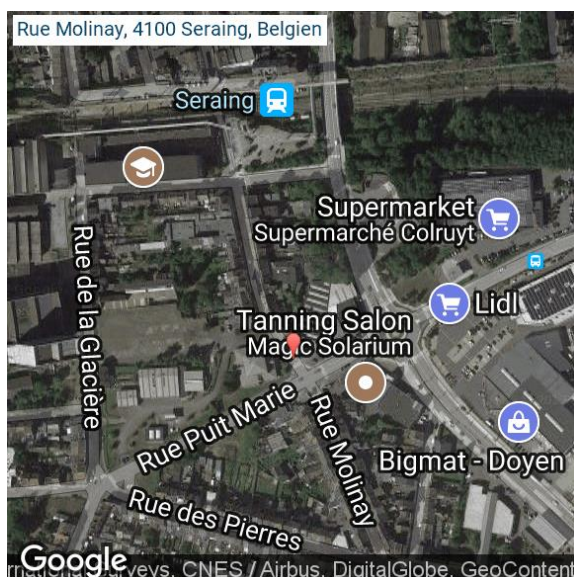 Rue Molinay, 4100 Seraing, Belgien
Seraing
Supermarket
Supermarché Colruyt
Rue de la Glacière
Lidl
Tanning Salon
Magic Solarium
Rue Puit Marie
Rue Molinay
Bigmat - Doyen
Rue des Pierres
Google
urveys, CNES / Airbus, DigitalGlobe, GeoContent